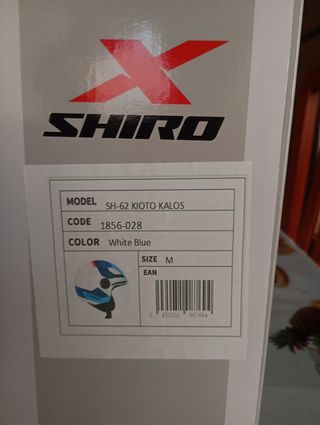 SHIRO
MODEL SH-62 KIOTO KALOS
CODE 1856-028
COLOR White Blue
SIZE M
EAN